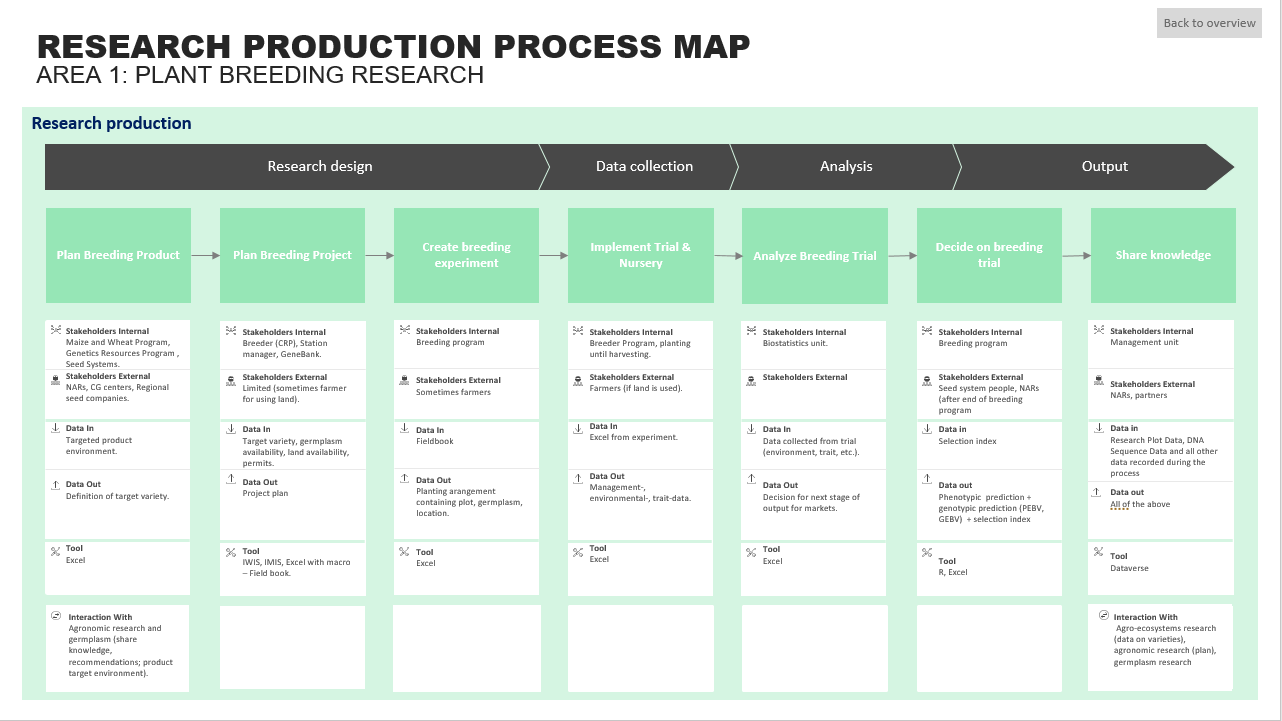 Back to overview
RESEARCH PRODUCTION PROCESS MAP
AREA 1: PLANT BREEDING RESEARCH
Research production
Research design
Data collection
Analysis
Output
Plan Breeding Product
Plan Breeding Project
Create breeding
experiment
Implement Trial &
Nursery
Analyze Breeding Trial
Decide on breeding
trial
Share knowledge
Stakeholders Internal
Maize and Wheat Program,
Genetics Resources Program ,
Seed Systems.
Stakeholders External
NARs, CG centers, Regional
seed companies.
Data In
Targeted product
environment.
Data Out
Definition of target variety.
Tool
Excel
Interaction With
Agronomic research and
germplasm (share
knowledge,
recommendations; product
target environment).
Stakeholders Internal
Breeder (CRP), Station
manager, GeneBank.
Stakeholders External
Limited (sometimes farmer
for using land).
Data In
Target variety, germplasm
availability, land availability,
permits.
Data Out
Project plan
Tool
IWIS, IMIS, Excel with macro
– Field book.
Stakeholders Internal
Breeding program
Stakeholders External
Sometimes farmers
Data In
Fieldbook
Data Out
Planting arangement
containing plot, germplasm,
location.
Tool
Excel
Stakeholders Internal
Breeder Program, planting
until harvesting.
Stakeholders External
Farmers (if land is used).
Data In
Excel from experiment.
Data Out
Management-,
environmental-, trait-data.
Tool
Excel
Stakeholders Internal
Biostatistics unit.
Stakeholders External
Data In
Data collected from trial
(environment, trait, etc.).
Data Out
Decision for next stage of
output for markets.
Tool
Excel
Stakeholders Internal
Breeding program
Stakeholders External
Seed system people, NARs
(after end of breeding
program
Data in
Selection index
Data out
Phenotypic prediction +
genotypic prediction (PEBV,
GEBV) + selection index
Tool
R, Excel
Stakeholders Internal
Management unit
Stakeholders External
NARs, partners
Data in
Research Plot Data, DNA
Sequence Data and all other
data recorded during the
process
Data out
All of the above
Tool
Dataverse
Interaction With
Agro-ecosystems research
(data on varieties),
agronomic research (plan),
germplasm research